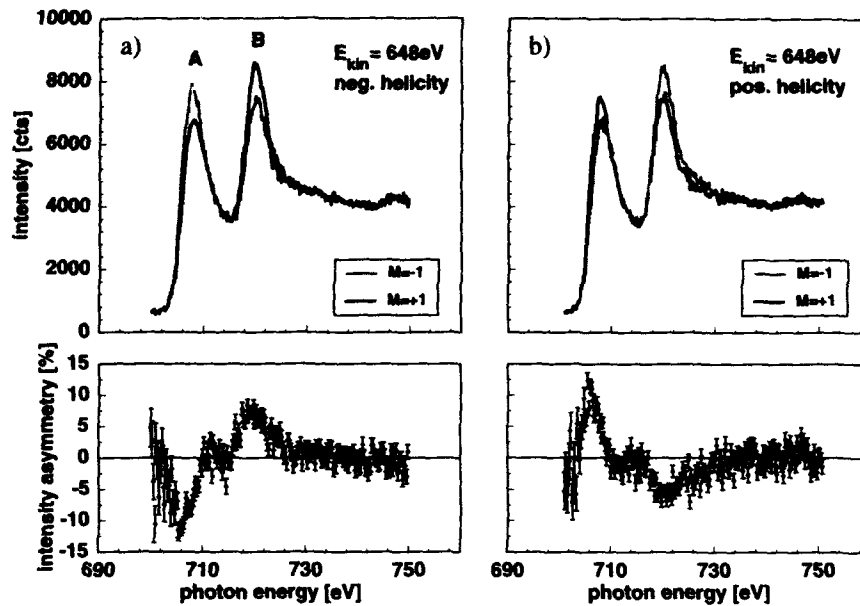 a)
A
B
E_kin = 648eV
neg. helicity
intensity [cts]
10000
8000
6000
4000
2000
0
M=-1
M=+1
b)
E_kin = 648eV
pos. helicity
M=-1
M=+1
Intensity asymmetry [%]
15
10
5
0
-5
-10
-15
690
710
730
750
photon energy [eV]
690
710
730
750
photon energy [eV]